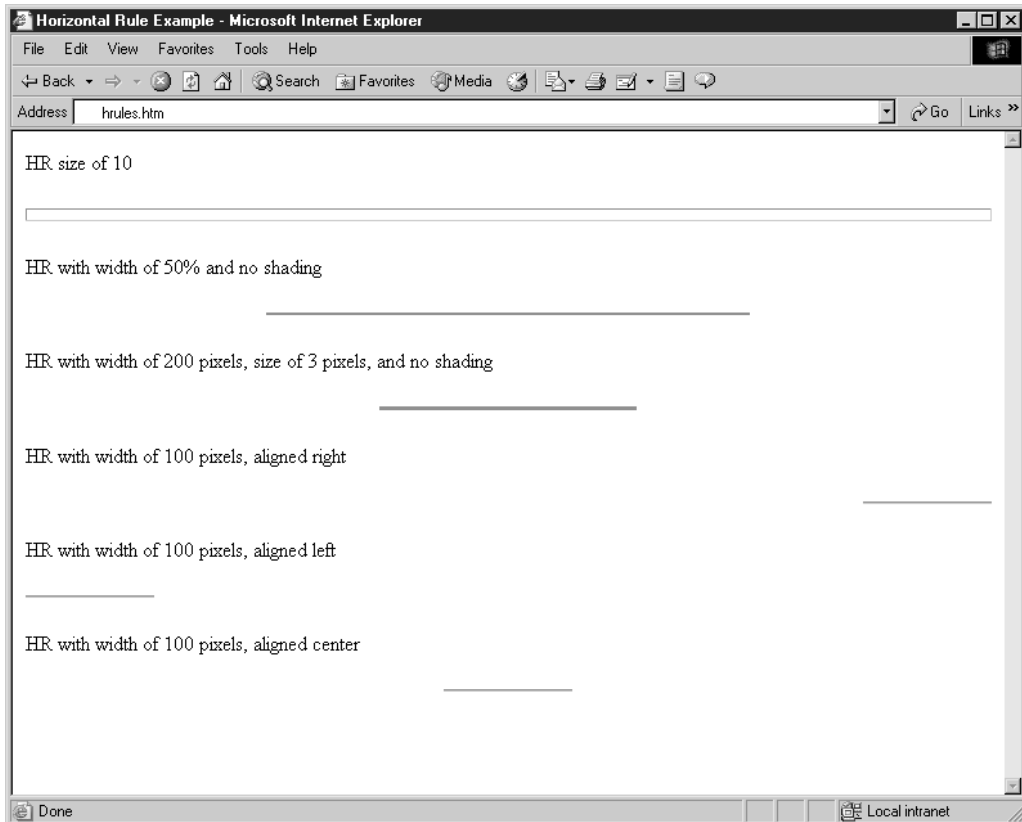 Horizontal Rule Example - Microsoft Internet Explorer
File Edit View Favorites Tools Help
Back Search Favorites Media
Address hrules.htm Go Links »
HR size of 10
HR with width of 50% and no shading
HR with width of 200 pixels, size of 3 pixels, and no shading
HR with width of 100 pixels, aligned right
HR with width of 100 pixels, aligned left
HR with width of 100 pixels, aligned center
Done Local intranet